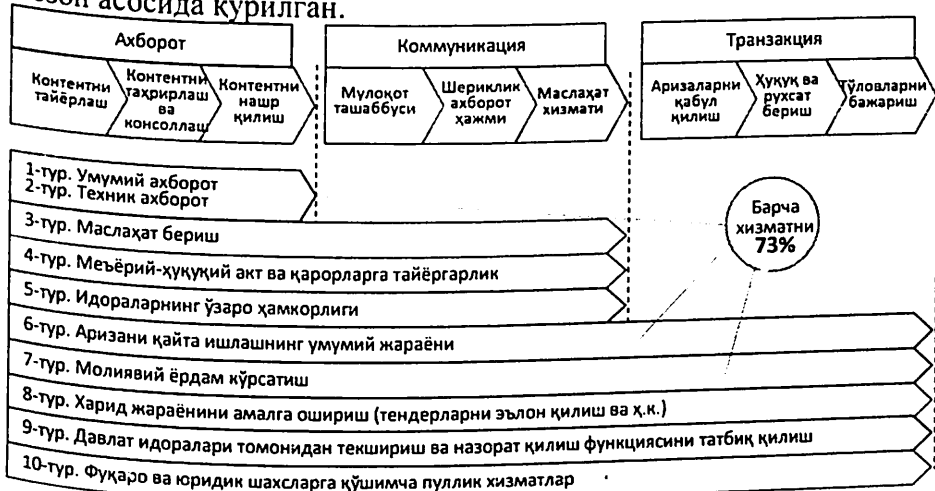 асосида қурилган.
Ахборот
Коммуникация
Транзакция
Контентни
тайёрлаш
Контентни
таҳрирлаш
ва
консоллаш
Контентни
нашр
қилиш
Мулоқот
ташаббуси
Шериклик
ахборот
ҳажми
Маслаҳат
хизмати
Аризаларни
қабул
қилиш
Ҳуқуқ ва
рухсат
бериш
Тўловларни
бажариш
1-тур. Умумий ахборот
2-тур. Техник ахборот
3-тур. Маслаҳат бериш
4-тур. Меъёрий-ҳуқуқий акт ва қарорларга тайёргарлик
5-тур. Идораларнинг ўзаро ҳамкорлиги
6-тур. Аризани қайта ишлашнинг умумий жараёни
7-тур. Молиявий ёрдам кўрсатиш
8-тур. Харид жараёнини амалга ошириш (тендерларни эълон қилиш ва ҳ.к.)
9-тур. Давлат идоралари томонидан текшириш ва назорат қилиш функциясини татбиқ қилиш
10-тур. Фуқаро ва юридик шахсларга қўшимча пуллик хизматлар
Барча
хизматни
73%